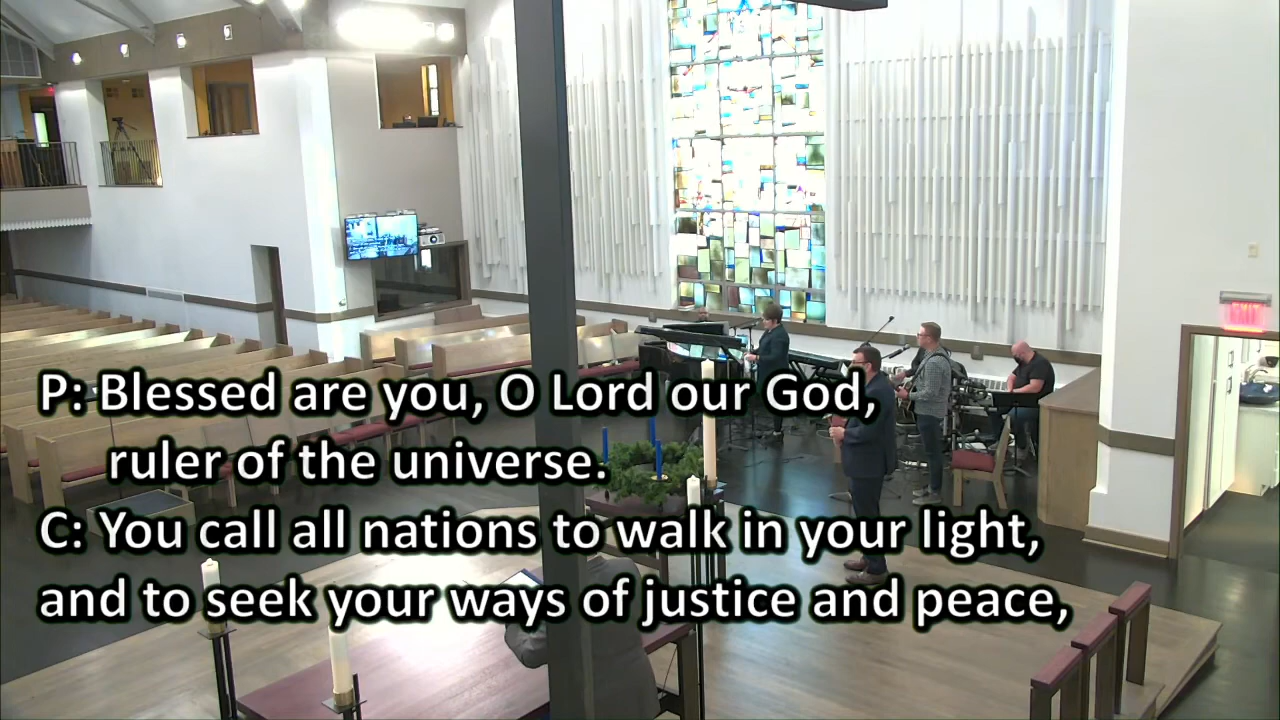 P: Blessed are you, O Lord our God,
ruler of the universe.
C: You call all nations to walk in your light,
and to seek your ways of justice and peace,
EXIT